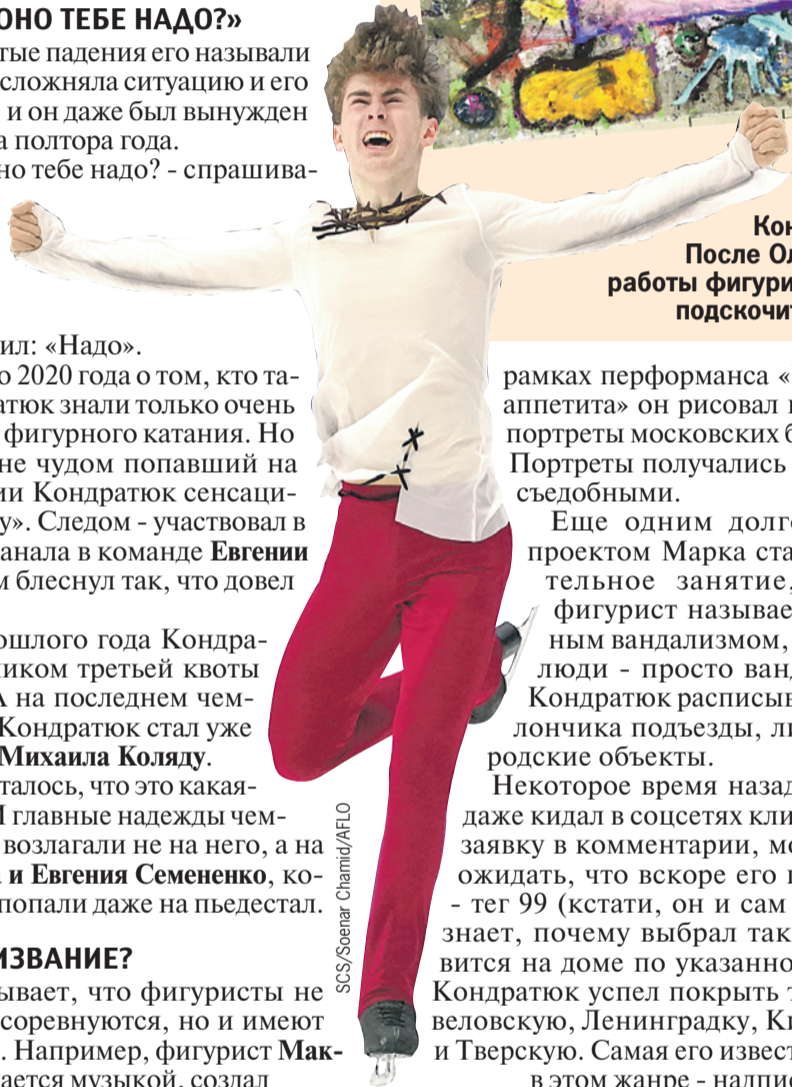 ОНО ТЕБЕ НАДО?»
тые падения его называли
сложняла ситуацию и его
и он даже был вынужден
а полтора года.
но тебе надо? - спрашива-
ил: «Надо».
о 2020 года о том, кто та-
атюк знали только очень
фигурного катания. Но
не чудом попавший на
ии Кондратюк сенсаци-
у». Следом - участвовал в
анала в команде Евгении
м блеснул так, что довел
ошлого года Кондра-
иком третьей квоты
А на последнем чем-
Кондратюк стал уже
Михаила Коляду.
талось, что это какая-
И главные надежды чем-
возлагали не на него, а на
а и Евгения Семененко, ко-
попали даже на пьедестал.
ИЗВАНИЕ?
ывает, что фигуристы не
соревнуются, но и имеют
. Например, фигурист Мак-
ается музыкой, создал
SCS/Soenar Chamid/AFLO
Кон
После Ол
работы фигури
подскочит
рамках перформанса «
аппетита» он рисовал
портреты московских б
Портреты получались
съедобными.
Еще одним долг
проектом Марка ста
тельное занятие,
фигурист называе
ным вандализмом,
люди - просто ванд
Кондратюк расписыв
лончика подъезды, ли
родские объекты.
Некоторое время назад
даже кидал в соцсетях кли
заявку в комментарии, мо
ожидать, что вскоре его
- тег 99 (кстати, он и сам
знает, почему выбрал так
вится на доме по указанно
Кондратюк успел покрыть т
веловскую, Ленинградку, Ки
и Тверскую. Самая его извест
в этом жанре - надпис